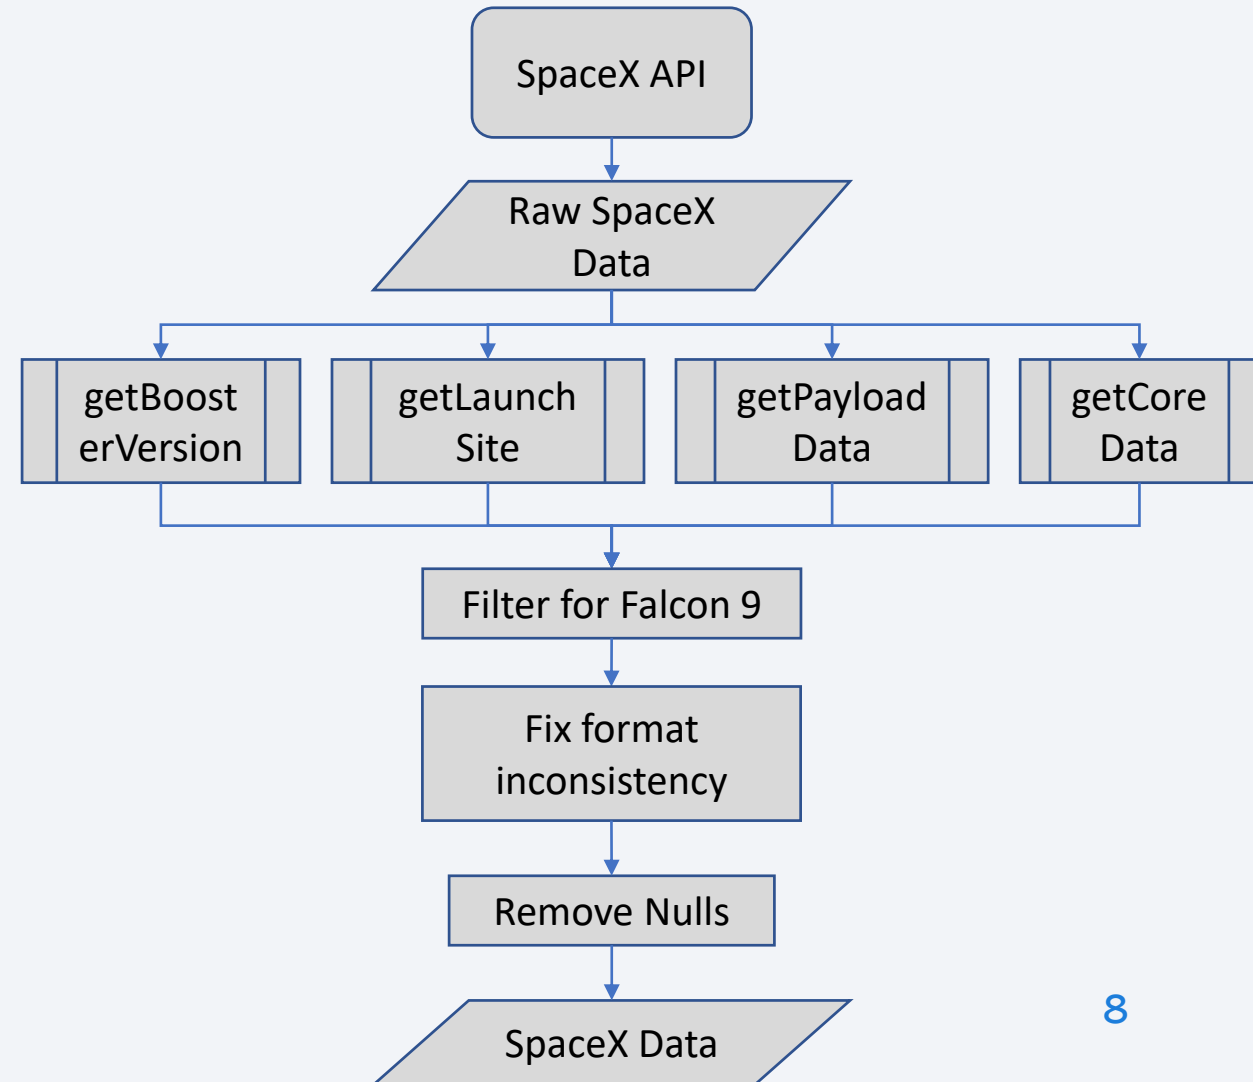 SpaceX API
Raw SpaceX
Data
getBoost
erVersion
getLaunch
Site
getPayload
Data
getCore
Data
Filter for Falcon 9
Fix format
inconsistency
Remove Nulls
SpaceX Data
8